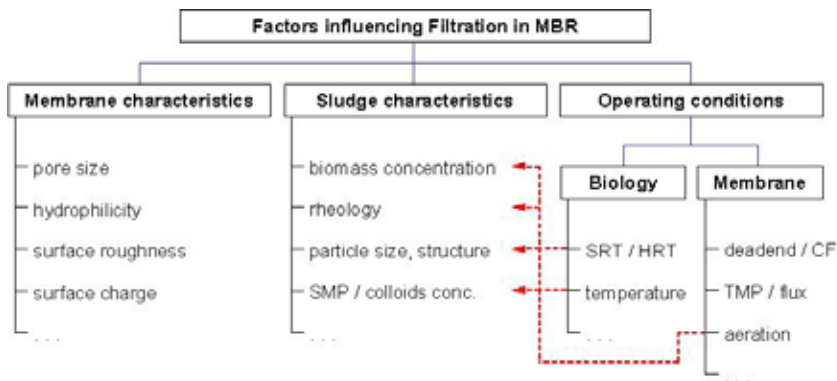 Factors influencing Filtration in MBR
Membrane characteristics
pore size
hydrophilicity
surface roughness
surface charge
. . .
Sludge characteristics
biomass concentration
rheology
particle size, structure
SMP / colloids conc.
. . .
Operating conditions
Biology
SRT / HRT
temperature
. . .
Membrane
deadend / CF
TMP / flux
aeration
. . .